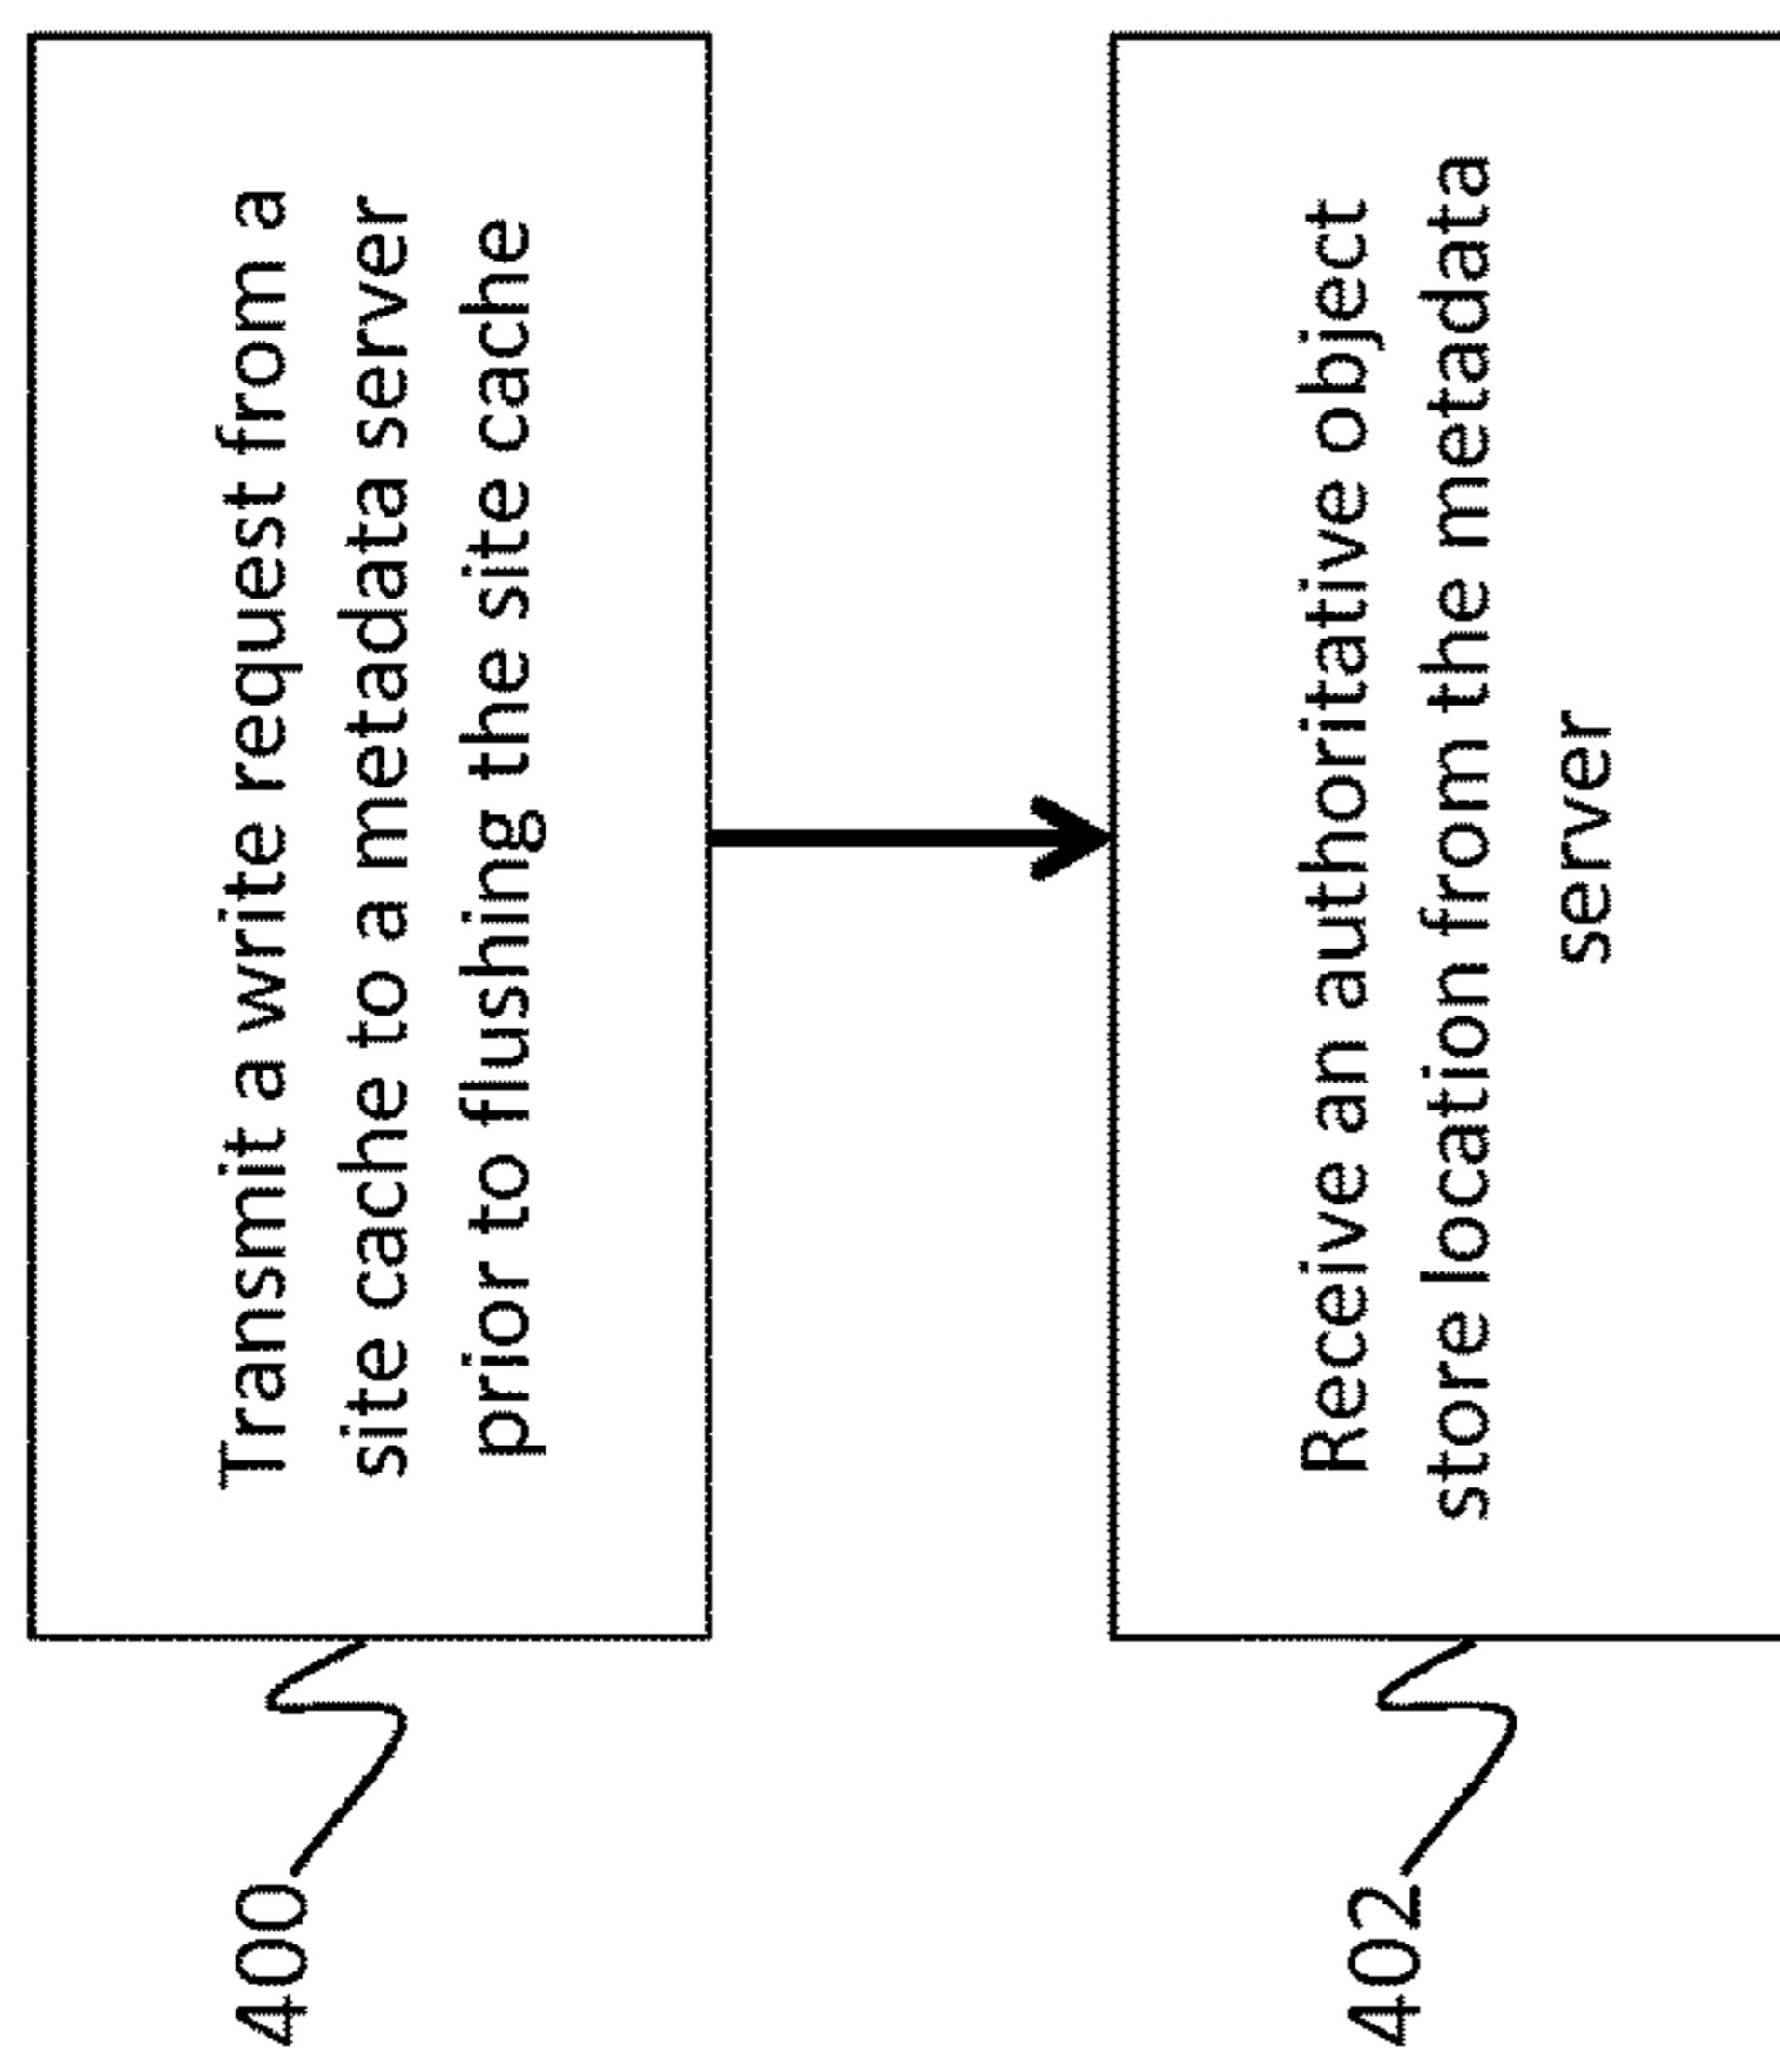 400
Transmit a write request from a
site cache to a metadata server
prior to flushing the site cache
402
Receive an authoritative object
store location from the metadata
server